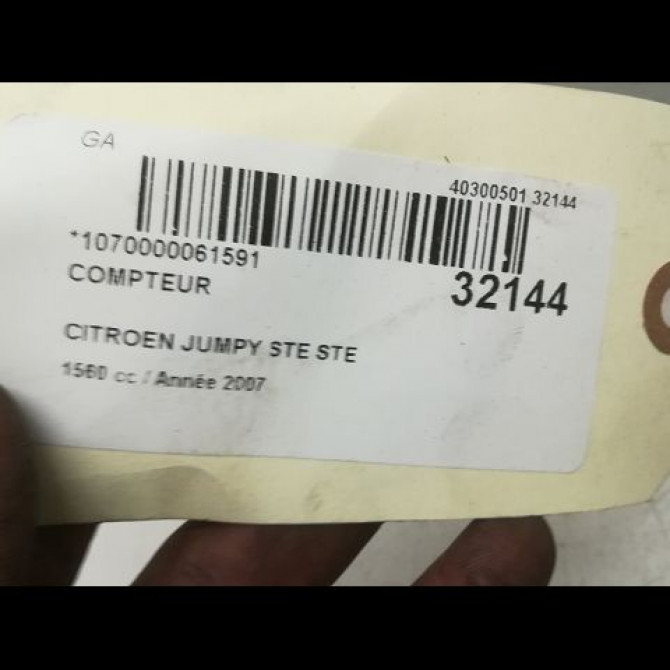 GA
40300501 32144
*1070000061591
32144
COMPTEUR
CITROEN JUMPY STE STE
1560 cc / Année 2007